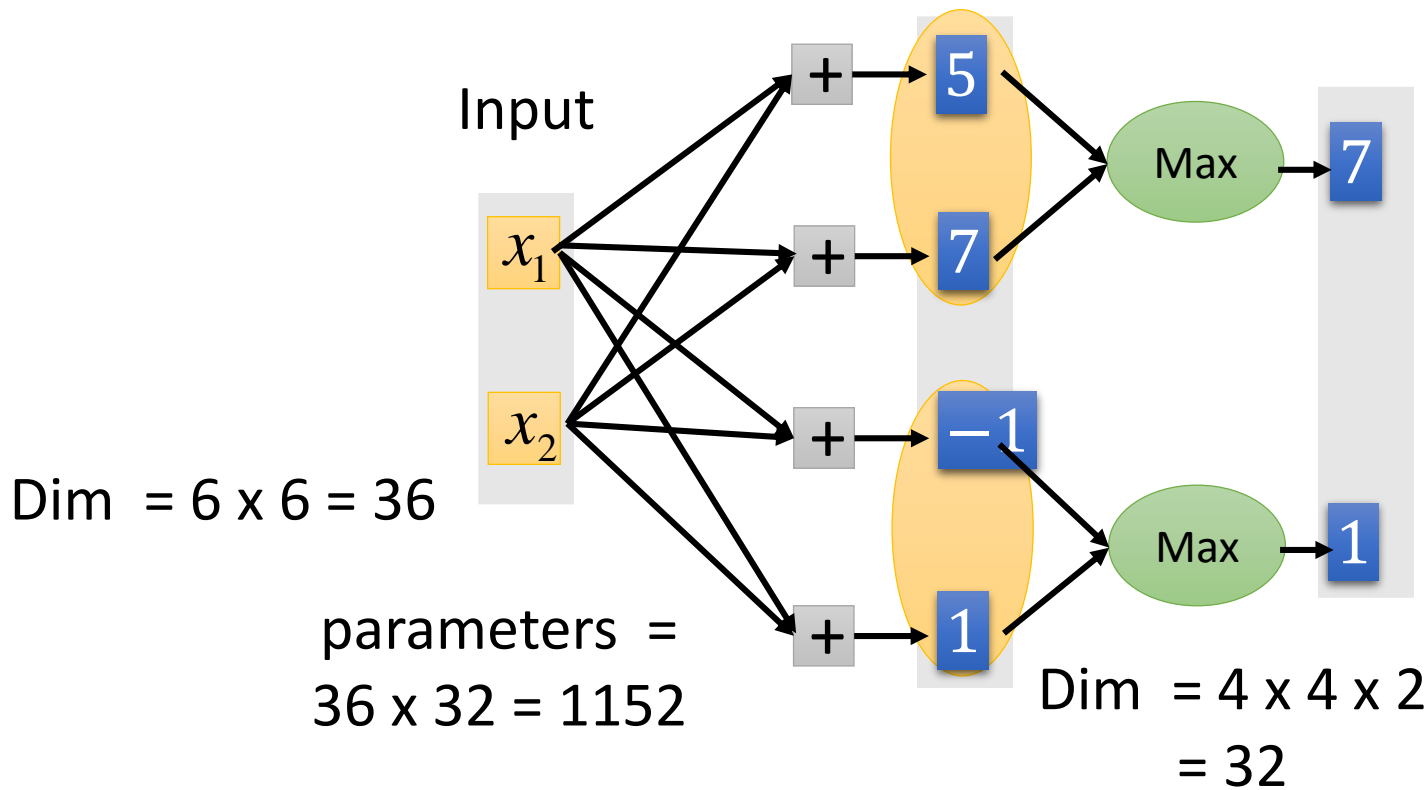 Input
x₁
x₂
+
+
+
+
5
7
−1
1
Max
Max
7
1
Dim = 6 x 6 = 36
parameters =
36 x 32 = 1152
Dim = 4 x 4 x 2
= 32